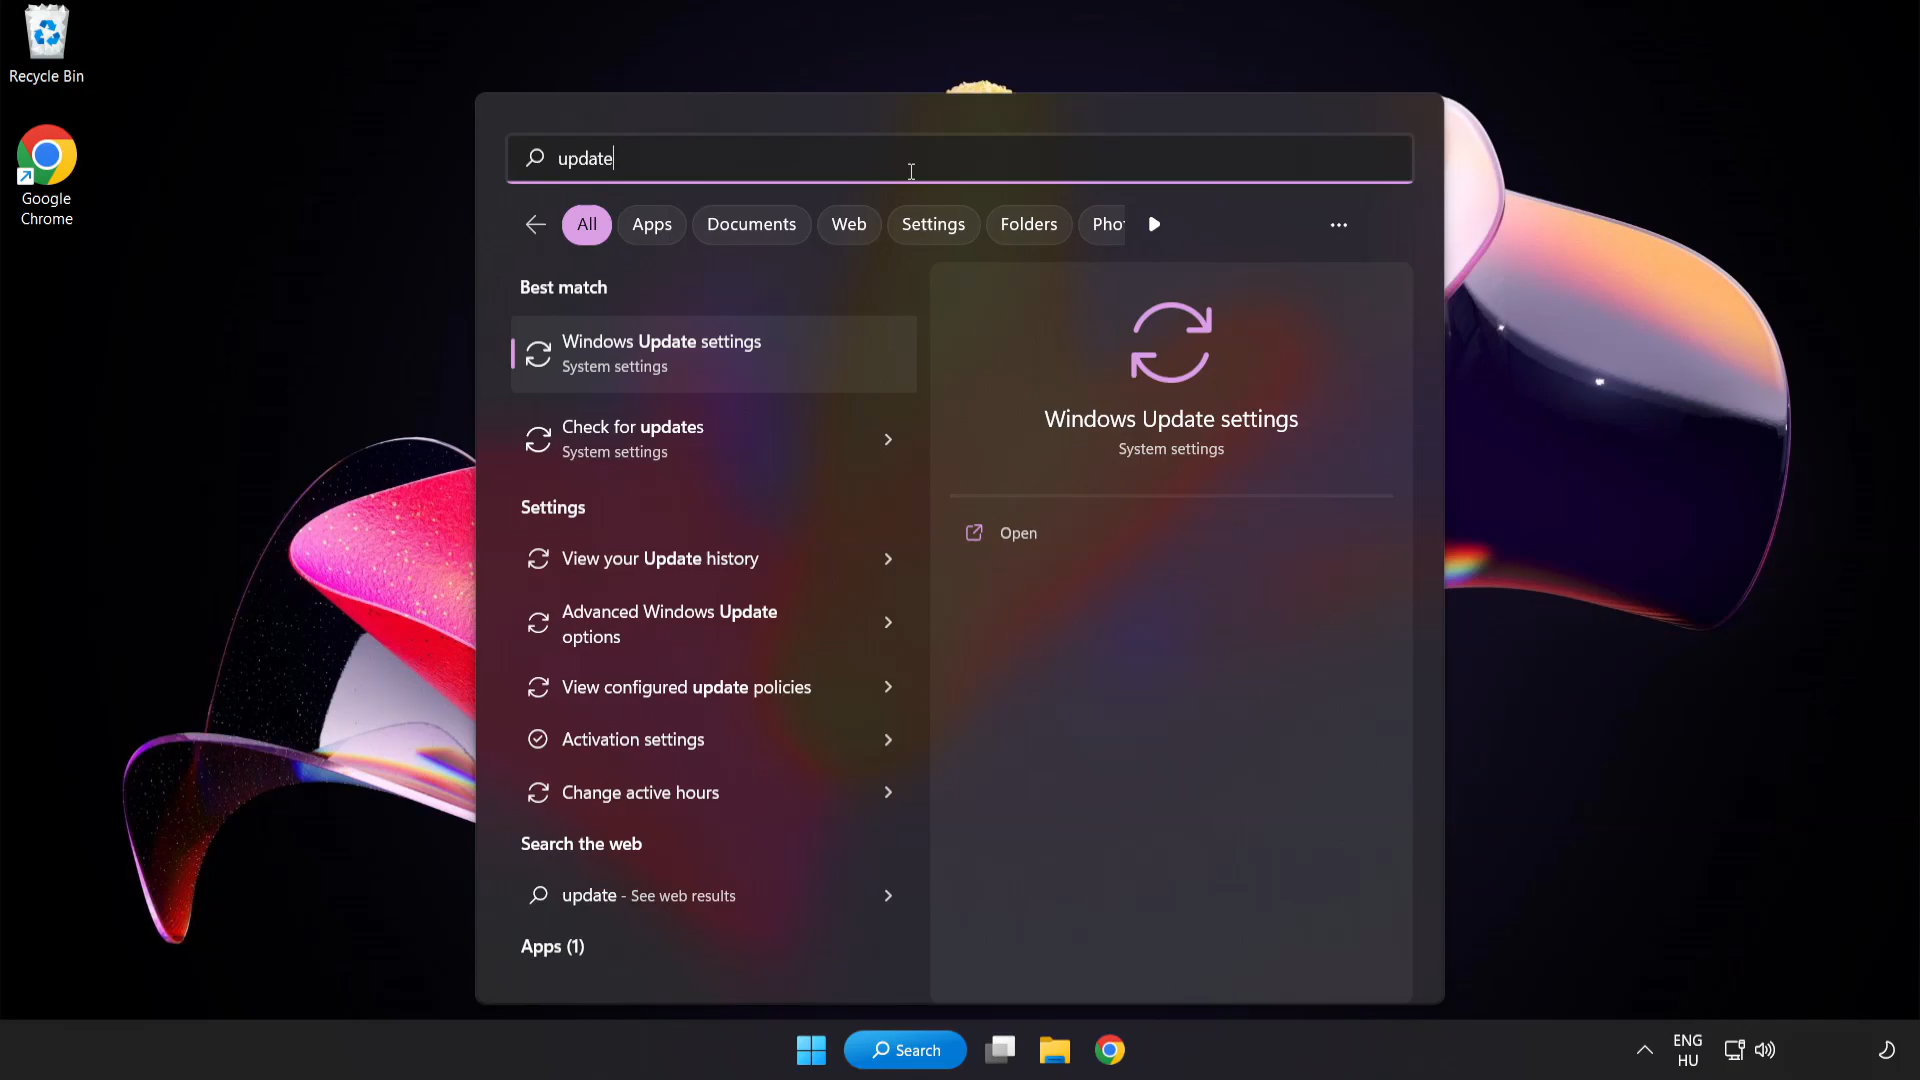 Recycle Bin
Google
Chrome
update
All
Apps
Documents
Web
Settings
Folders
Pho
Best match
Windows Update settings
System settings
Check for updates
System settings
Settings
View your Update history
Advanced Windows Update
options
View configured update policies
Activation settings
Change active hours
Search the web
update - See web results
Apps (1)
Windows Update settings
System settings
Open
Search
ENG
HU